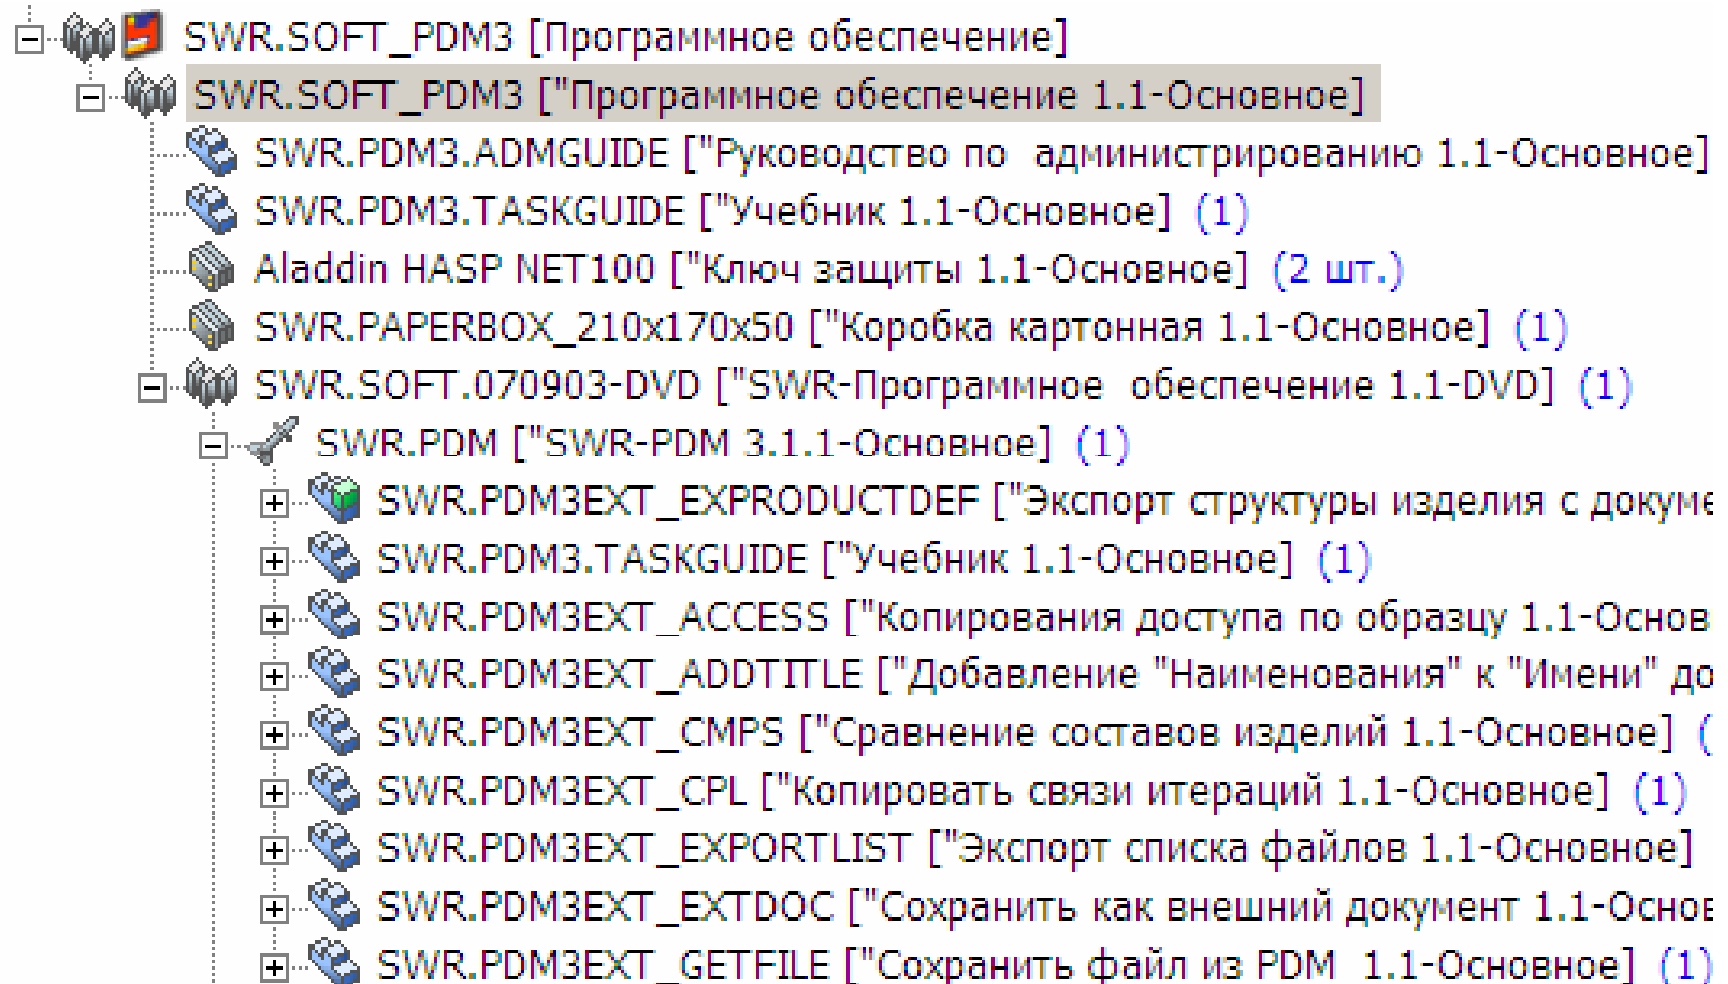 SWR.SOFT_PDM3 [Программное обеспечение]
SWR.SOFT_PDM3 ["Программное обеспечение 1.1-Основное]
SWR.PDM3.ADMGUIDE ["Руководство по администрированию 1.1-Основное]
SWR.PDM3.TASKGUIDE ["Учебник 1.1-Основное] (1)
Aladdin HASP NET100 ["Ключ защиты 1.1-Основное] (2 шт.)
SWR.PAPERBOX_210x170x50 ["Коробка картонная 1.1-Основное] (1)
SWR.SOFT.070903-DVD ["SWR-Программное обеспечение 1.1-DVD] (1)
SWR.PDM ["SWR-PDM 3.1.1-Основное] (1)
SWR.PDM3EXT_EXPRODUCTDEF ["Экспорт структуры изделия с докуме
SWR.PDM3.TASKGUIDE ["Учебник 1.1-Основное] (1)
SWR.PDM3EXT_ACCESS ["Копирования доступа по образцу 1.1-Основ
SWR.PDM3EXT_ADDTITLE ["Добавление "Наименования" к "Имени" до
SWR.PDM3EXT_CMPS ["Сравнение составов изделий 1.1-Основное] (
SWR.PDM3EXT_CPL ["Копировать связи итераций 1.1-Основное] (1)
SWR.PDM3EXT_EXPORTLIST ["Экспорт списка файлов 1.1-Основное]
SWR.PDM3EXT_EXTDOC ["Сохранить как внешний документ 1.1-Основ
SWR.PDM3EXT_GETFILE ["Сохранить файл из PDM 1.1-Основное] (1)